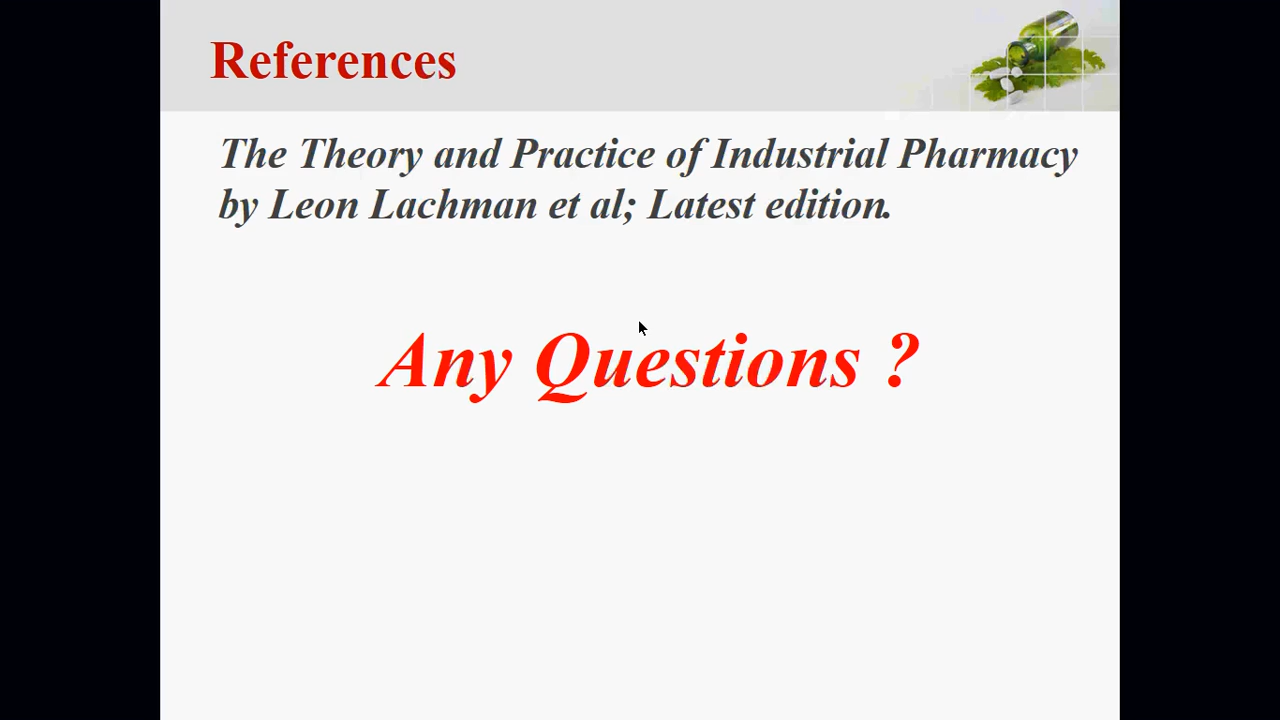 References
The Theory and Practice of Industrial Pharmacy
by Leon Lachman et al; Latest edition.
Any Questions ?